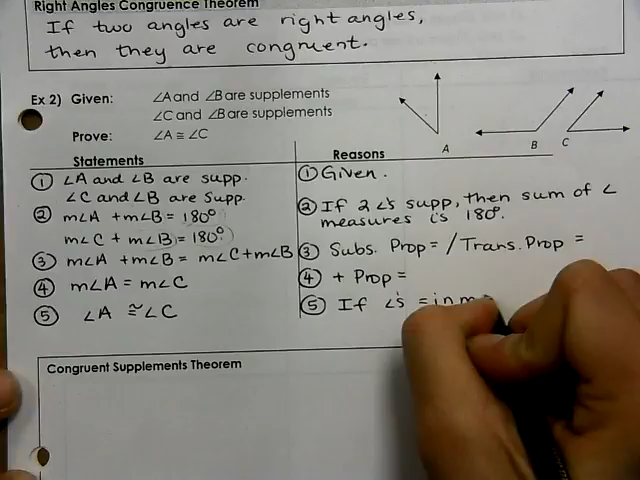 Right Angles Congruence Theorem
If two angles are right angles,
then they are congruent.
Ex 2) Given: ∠A and ∠B are supplements
∠C and ∠B are supplements
Prove: ∠A ≅ ∠C
A
B
C
Statements
Reasons
① ∠A and ∠B are supp.
∠C and ∠B are supp.
① Given.
② m∠A + m∠B = 180°
m∠C + m∠B = 180°
② If 2 ∠'s supp, then sum of ∠
measures is 180°.
③ m∠A + m∠B = m∠C + m∠B
③ Subs. Prop = / Trans. Prop =
④ m∠A = m∠C
④ + Prop =
⑤ ∠A ≅ ∠C
⑤ If ∠'s = in
Congruent Supplements Theorem